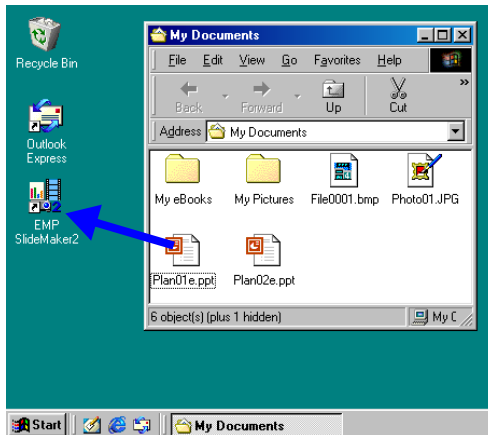 Recycle Bin
Outlook
Express
EMP
SlideMaker2
My Documents
File Edit View Go Favorites Help
Back Forward Up Cut »
Address My Documents
My eBooks My Pictures File0001.bmp Photo01.JPG
Plan01e.ppt Plan02e.ppt
6 object(s) (plus 1 hidden) My C
Start My Documents